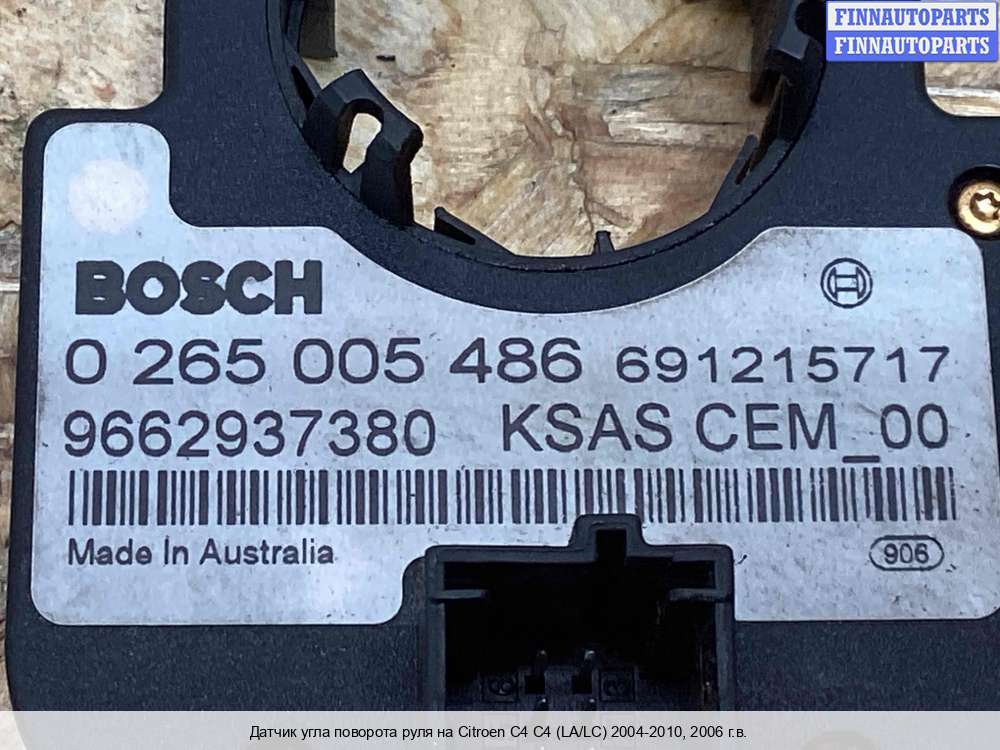 FINNAUTOPARTS
FINNAUTOPARTS
BOSCH
0 265 005 486 691215717
9662937380 KSAS CEM_00
Made In Australia 906
Датчик угла поворота руля на Citroen C4 C4 (LA/LC) 2004-2010, 2006 г.в.